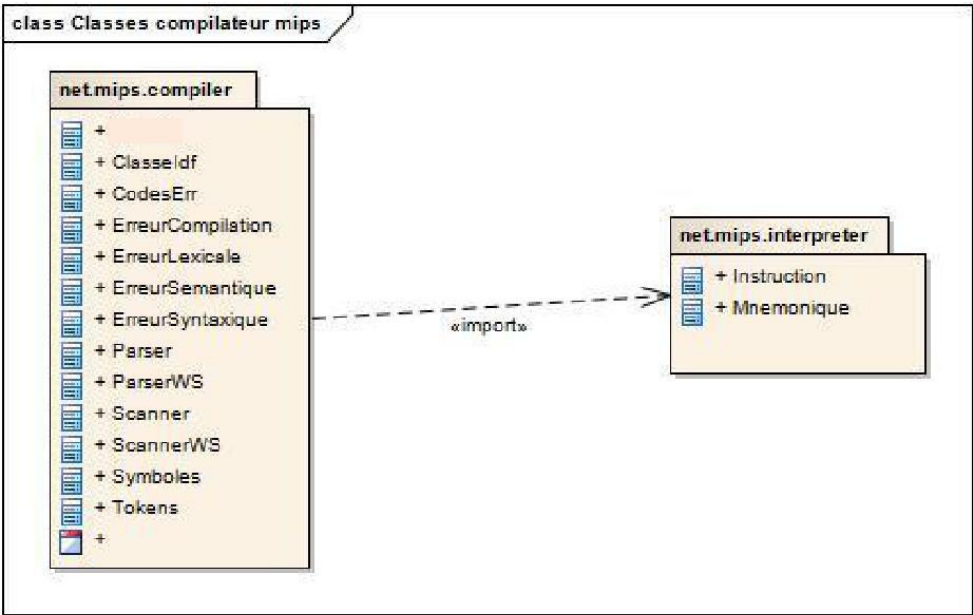 class Classes compilateur mips
net.mips.compiler
+
+ ClasseIdf
+ CodesErr
+ ErreurCompilation
+ ErreurLexicale
+ ErreurSemantique
+ ErreurSyntaxique
+ Parser
+ ParserWS
+ Scanner
+ ScannerWS
+ Symboles
+ Tokens
+
«import»
net.mips.interpreter
+ Instruction
+ Mnemonique